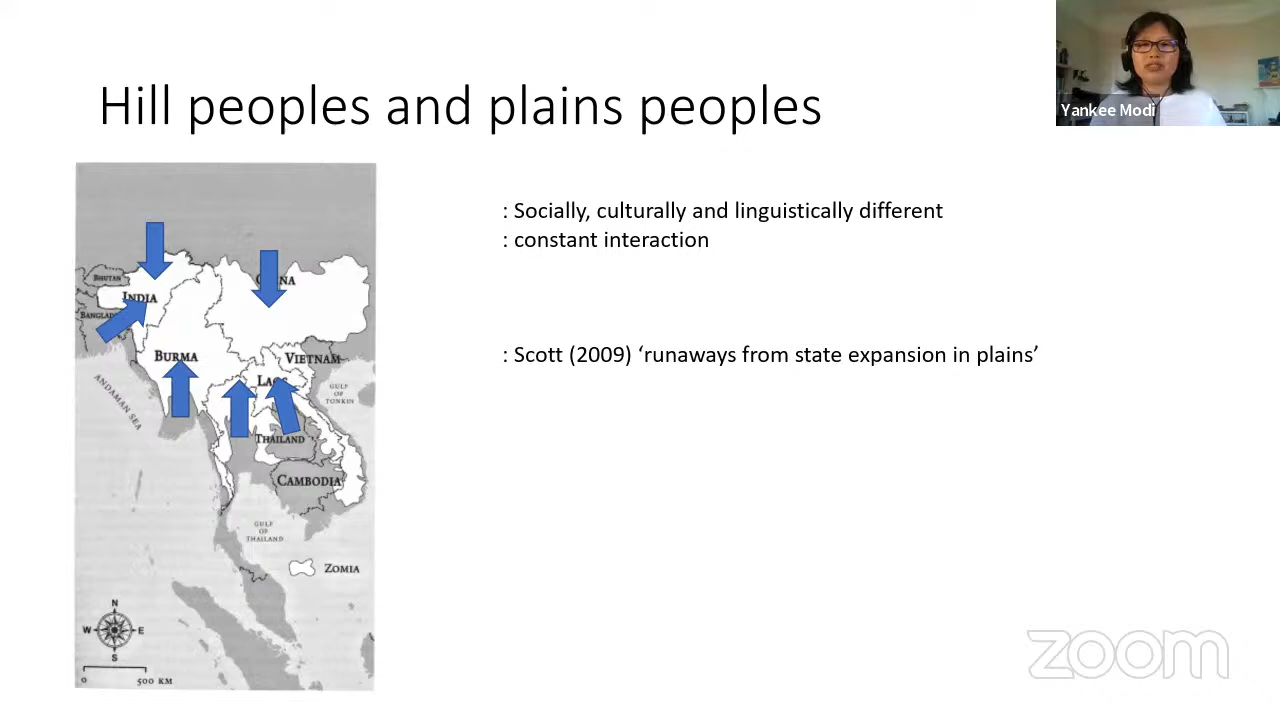 Hill peoples and plains peoples
Yankee Modi
: Socially, culturally and linguistically different
: constant interaction
: Scott (2009) ‘runaways from state expansion in plains’
BHUTAN
INDIA
BURMA
VIETNAM
ANDAMAN SEA
GULF
OF
TONKIN
THAILAND
CAMBODIA
GULF
OF
THAILAND
ZOMIA
N
W
E
S
0
500 KM
zoom